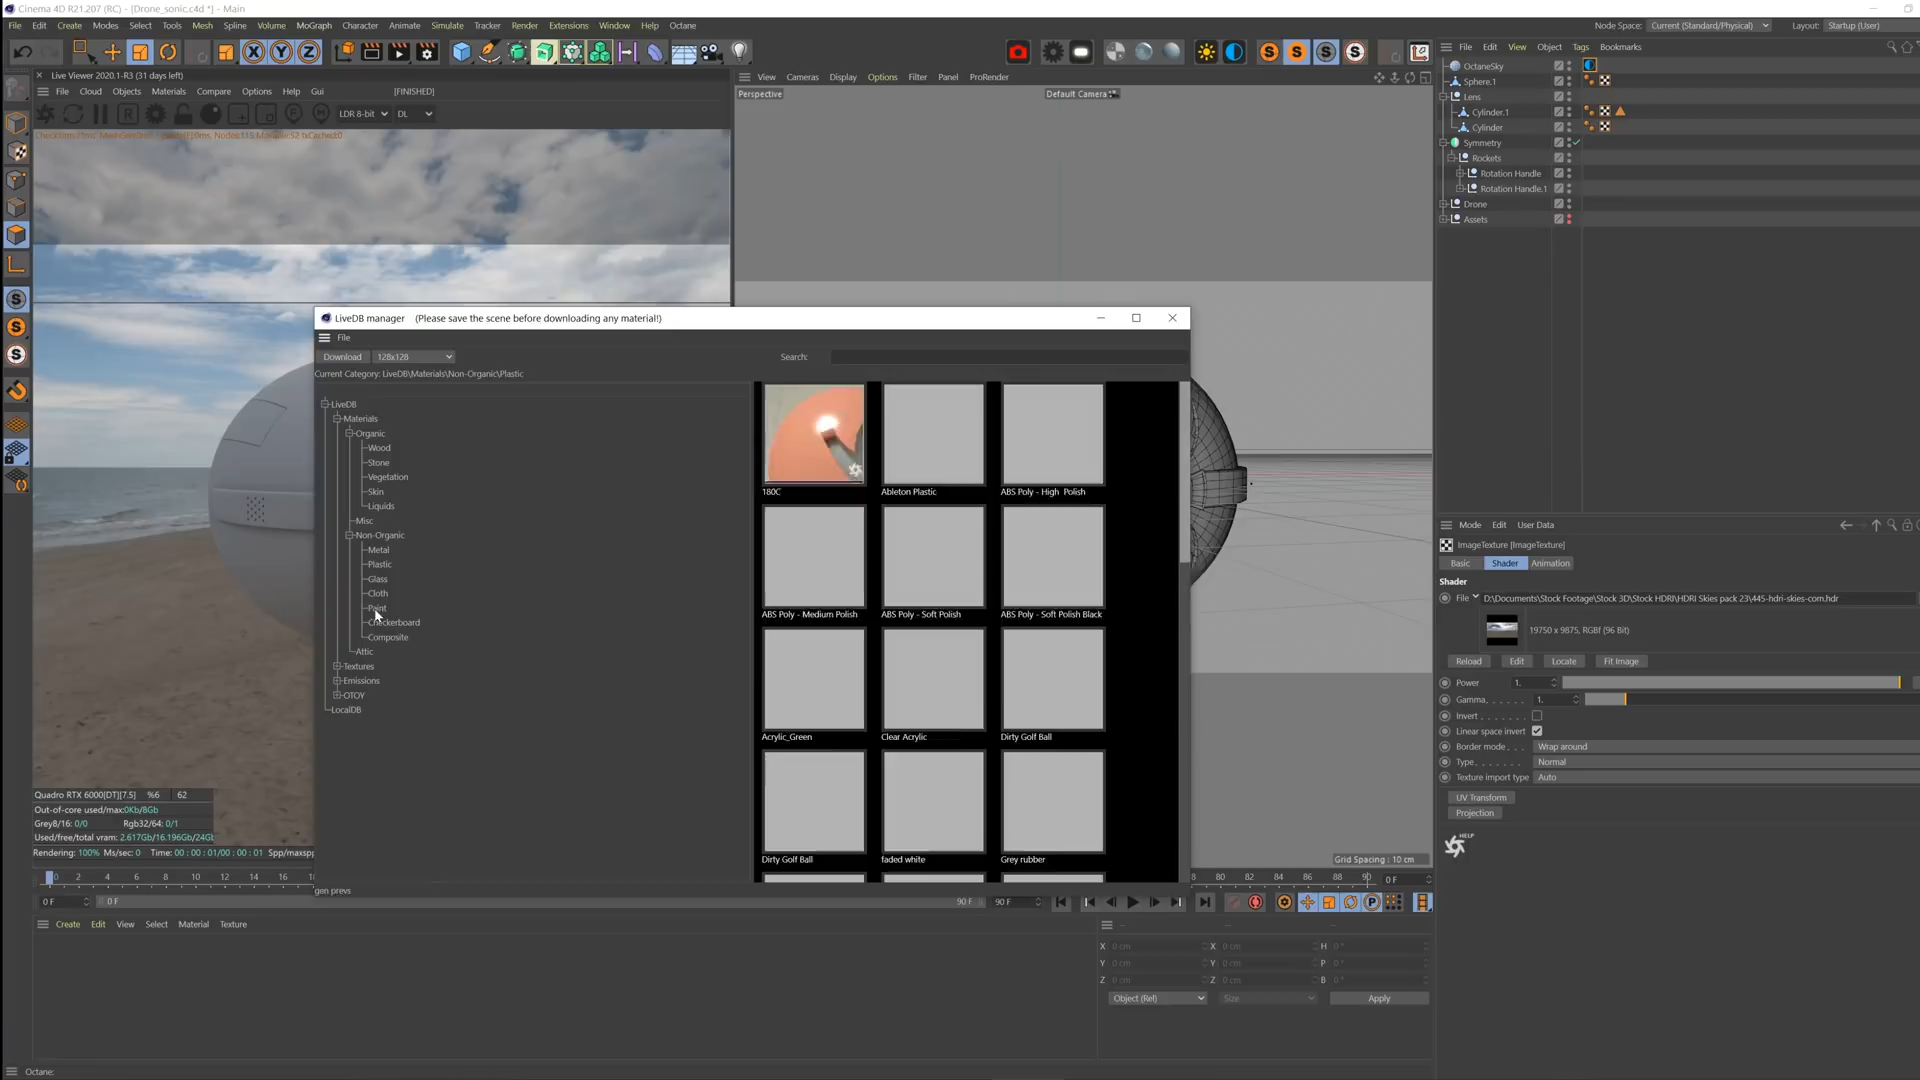 Cinema 4D R21.207 (RC) - [Drone_sonic.c4d *] - Main
File Edit Create Modes Select Tools Mesh Spline Volume MoGraph Character Animate Simulate Tracker Render Extensions Window Help Octane
Node Space: Current (Standard/Physical) Layout: Startup (User)
Live Viewer 2020.1-R3 (31 days left)
File Cloud Objects Materials Compare Options Help Gui [FINISHED]
LDR 8-bit DL
View Cameras Display Options Filter Panel ProRender
Perspective
Default Camera
File Edit View Object Tags Bookmarks
OctaneSky
Sphere.1
Lens
Cylinder.1
Cylinder
Symmetry
Rockets
Rotation Handle
Rotation Handle.1
Drone
Assets
LiveDB manager (Please save the scene before downloading any material!)
File
Download 128x128 Search:
Current Category: LiveDB\Materials\Non-Organic\Plastic
LiveDB
Materials
Organic
Wood
Stone
Vegetation
Skin
Liquids
Misc
Non-Organic
Metal
Plastic
Glass
Cloth
Paint
Checkerboard
Composite
Attic
Textures
Emissions
OTOY
LocalDB
gen prevs
180C Ableton Plastic ABS Poly - High Polish
ABS Poly - Medium Polish ABS Poly - Soft Polish ABS Poly - Soft Polish Black
Acrylic_Green Clear Acrylic Dirty Golf Ball
Dirty Golf Ball faded white Grey rubber
Mode Edit User Data
ImageTexture [ImageTexture]
Basic Shader Animation
Shader
File D:\Documents\Stock Footage\Stock 3D\Stock HDRI\HDRI Skies pack 23\445-hdri-skies-com.hdr
19750 x 9875, RGBf (96 Bit)
Reload Edit Locate Fit Image
Power 1.
Gamma 1.
Invert
Linear space invert
Border mode Wrap around
Type Normal
Texture import type Auto
UV Transform
Projection
HELP
Quadro RTX 6000[DT][7.5] %6 62
Out-of-core used/max:0Kb/8Gb
Grey8/16: 0/0 Rgb32/64: 0/1
Used/free/total vram: 2.617Gb/16.196Gb/24Gb
Rendering: 100% Ms/sec: 0 Time: 00 : 00 : 01/00 : 00 : 01 Spp/maxspp
Grid Spacing : 10 cm
0 2 4 6 8 10 12 14 16 80 82 84 86 88 90 0 F
0 F 0 F 90 F 90 F
Create Edit View Select Material Texture
X 0 cm X 0 cm H 0 °
Y 0 cm Y 0 cm P 0 °
Z 0 cm Z 0 cm B 0 °
Object (Rel) Size Apply
Octane: